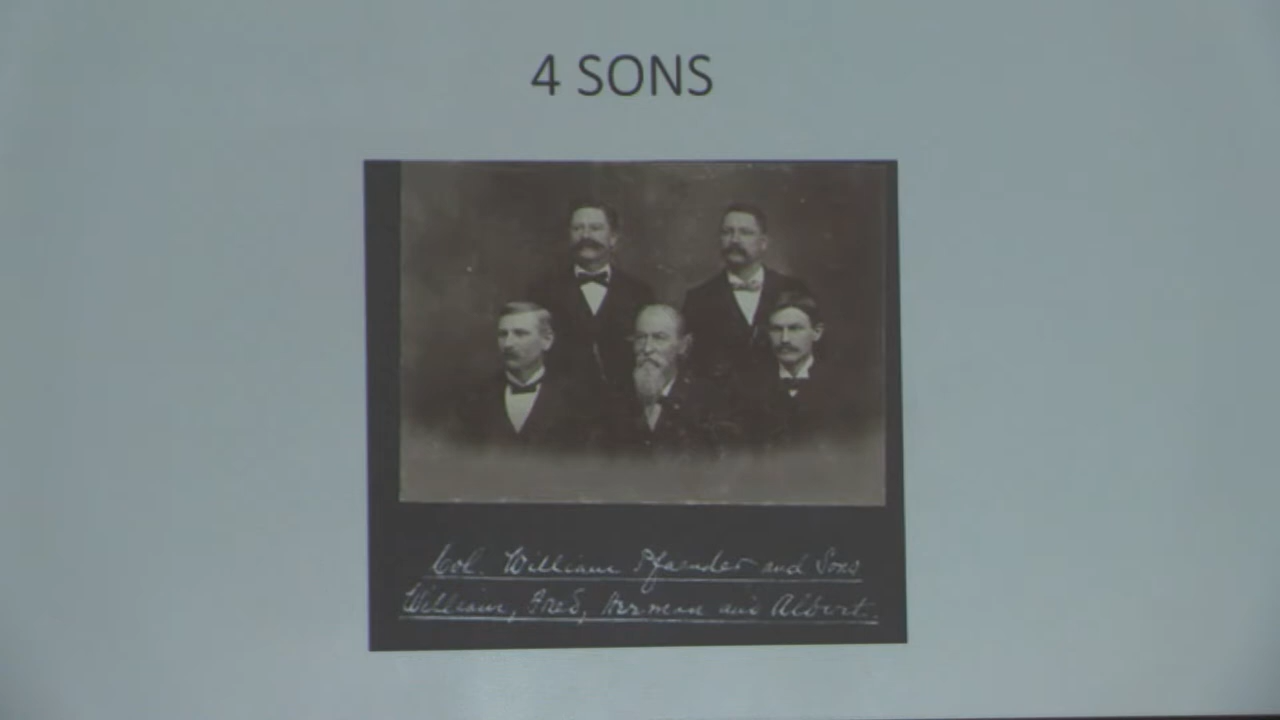 4 SONS
Col. William Pfaender and Sons
William, Fred, Herman and Albert.